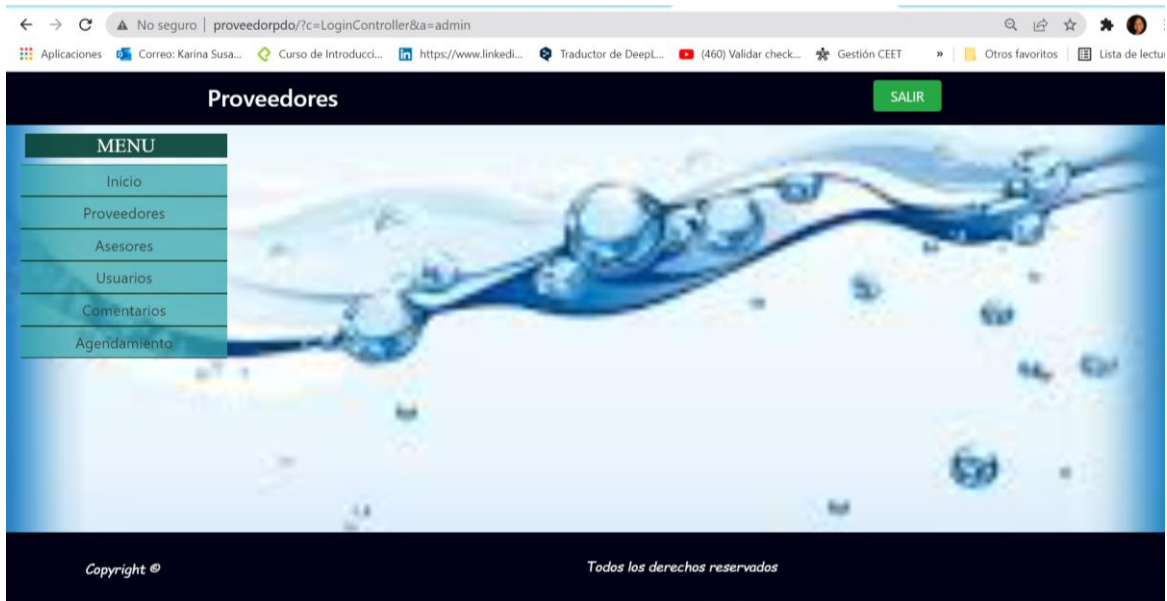 No seguro | proveedorpdo/?c=LoginController&a=admin
Aplicaciones Correo: Karina Susa... Curso de Introducci... https://www.linkedi... Traductor de DeepL... (460) Validar check... Gestión CEET » Otros favoritos Lista de lectur
Proveedores SALIR
MENU
Inicio
Proveedores
Asesores
Usuarios
Comentarios
Agendamiento
Copyright © Todos los derechos reservados